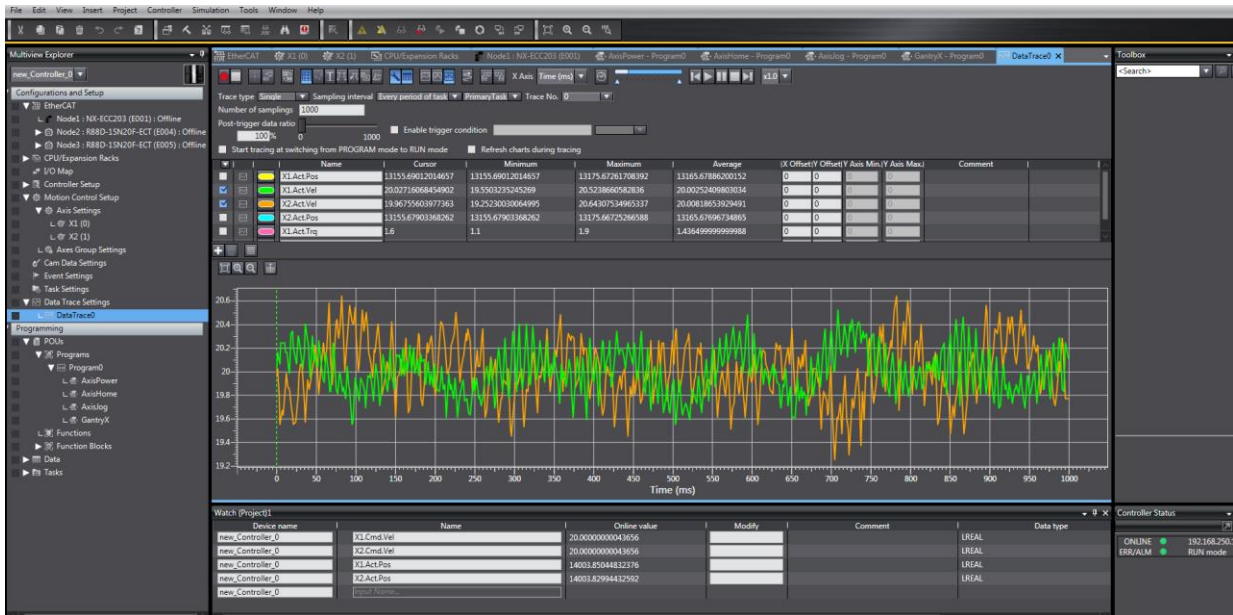 File Edit View Insert Project Controller Simulation Tools Window Help
Multiview Explorer
new_Controller_0
Configurations and Setup
EtherCAT
Node1 : NX-ECC203 (E001) : Offline
Node2 : R88D-1SN20F-ECT (E004) : Offline
Node3 : R88D-1SN20F-ECT (E005) : Offline
CPU/Expansion Racks
I/O Map
Controller Setup
Motion Control Setup
Axis Settings
X1 (0)
X2 (1)
Axes Group Settings
Cam Data Settings
Event Settings
Task Settings
Data Trace Settings
DataTrace0
Programming
POUs
Programs
Program0
AxisPower
AxisHome
AxisJog
GantryX
Functions
Function Blocks
Data
Tasks
EtherCAT X1 (0) X2 (1) CPU/Expansion Racks Node1 : NX-ECC203 (E001) AxisPower - Program0 AxisHome - Program0 AxisJog - Program0 GantryX - Program0 DataTrace0
X Axis Time (ms) x1.0
Trace type Single Sampling interval Every period of task PrimaryTask Trace No. 0
Number of samplings 1000
Post-trigger data ratio
100 % 0 1000 Enable trigger condition
Start tracing at switching from PROGRAM mode to RUN mode Refresh charts during tracing
Name Cursor Minimum Maximum Average X Offset Y Offset Y Axis Min. Y Axis Max. Comment
X1.Act.Pos 13155.69012014657 13155.69012014657 13175.67261708392 13165.67886200152 0 0 0 0
X1.Act.Vel 20.02716068454902 19.5503235245269 20.5238660582836 20.00252409803034 0 0 0 0
X2.Act.Vel 19.96755603977363 19.25230030064995 20.64307534965337 20.00818653929491 0 0 0 0
X2.Act.Pos 13155.67903368262 13155.67903368262 13175.66725266588 13165.67696734865 0 0 0 0
X1.Act.Trq 1.6 1.1 1.9 1.436499999999988 0 0 0 0
20.6
20.4
20.2
20
19.8
19.6
19.4
19.2
0 50 100 150 200 250 300 350 400 450 500 550 600 650 700 750 800 850 900 950 1000
Time (ms)
Watch (Project)1
Device name Name Online value Modify Comment Data type
new_Controller_0 X1.Cmd.Vel 20.00000000043656 LREAL
new_Controller_0 X2.Cmd.Vel 20.00000000043656 LREAL
new_Controller_0 X1.Act.Pos 14003.85044832376 LREAL
new_Controller_0 X2.Act.Pos 14003.82994432592 LREAL
new_Controller_0 Input Name...
Toolbox
<Search>
Controller Status
ONLINE 192.168.250.
ERR/ALM RUN mode